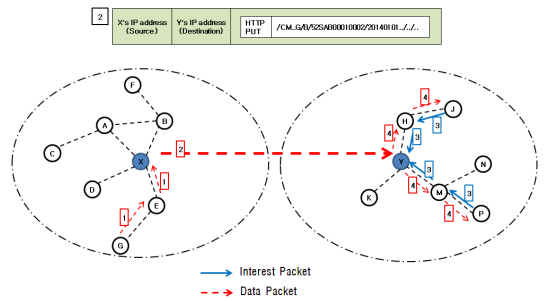 2
X's IP address
(Source)
Y's IP address
(Destination)
HTTP
PUT
/CM_G/B/52SAB00010002/20140101../../..
F
A
B
C
X
D
E
G
1
1
2
H
J
Y
N
K
M
P
4
4
3
3
3
3
4
4
Interest Packet
Data Packet